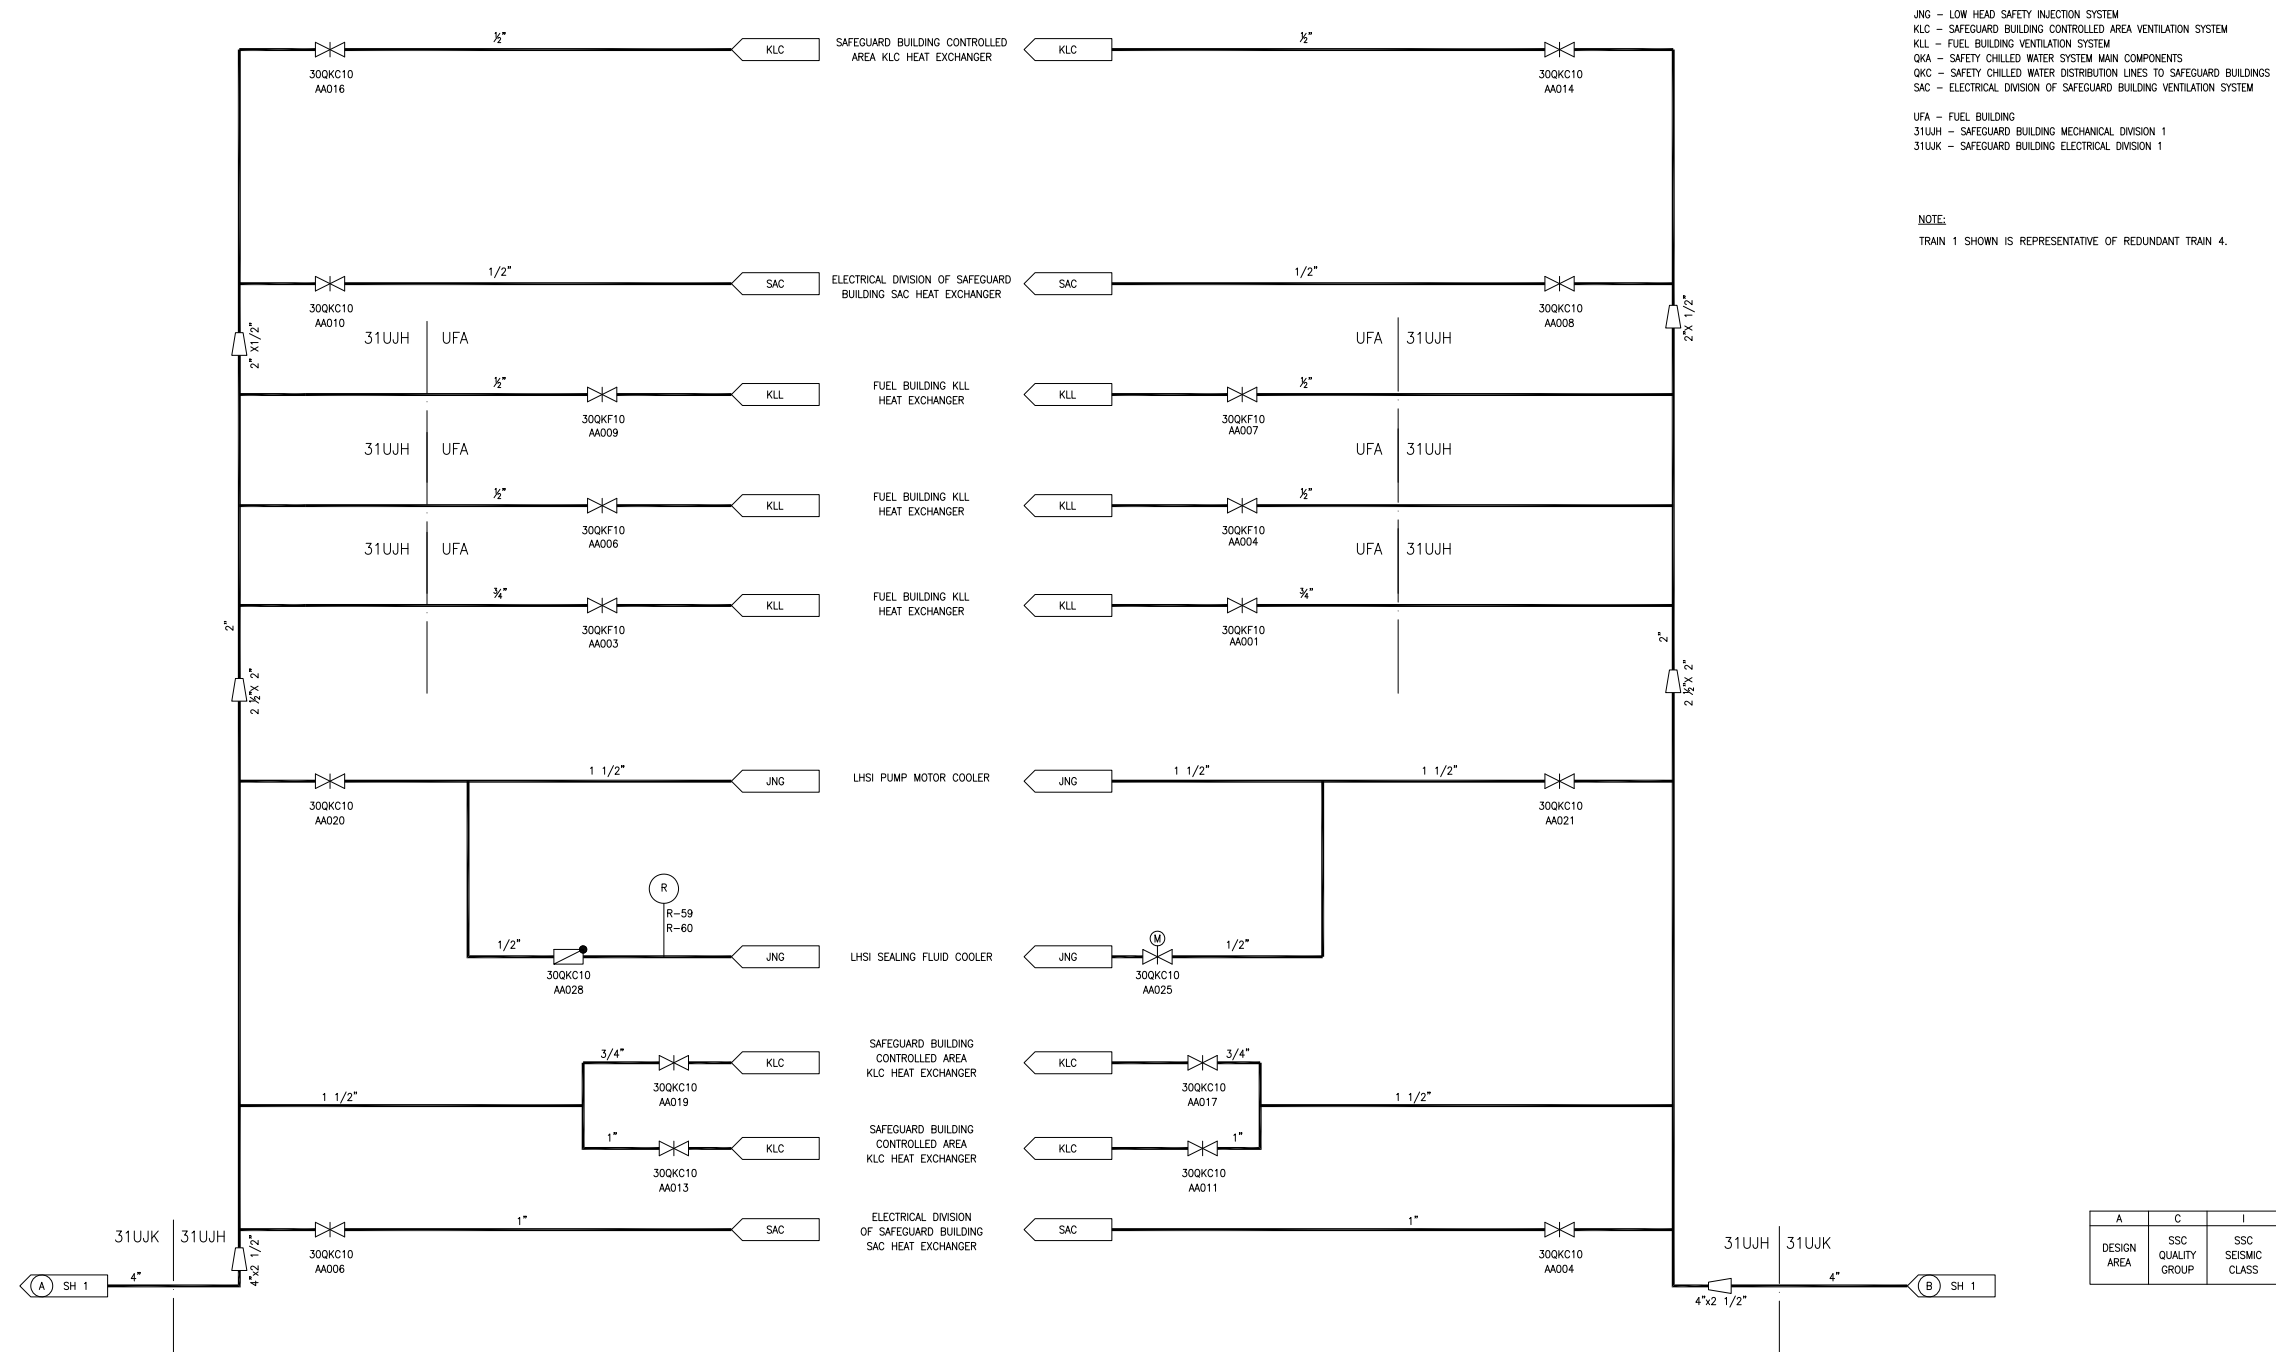 JNG – LOW HEAD SAFETY INJECTION SYSTEM
KLC – SAFEGUARD BUILDING CONTROLLED AREA VENTILATION SYSTEM
KLL – FUEL BUILDING VENTILATION SYSTEM
QKA – SAFETY CHILLED WATER SYSTEM MAIN COMPONENTS
QKC – SAFETY CHILLED WATER DISTRIBUTION LINES TO SAFEGUARD BUILDINGS
SAC – ELECTRICAL DIVISION OF SAFEGUARD BUILDING VENTILATION SYSTEM
UFA – FUEL BUILDING
31UJH – SAFEGUARD BUILDING MECHANICAL DIVISION 1
31UJK – SAFEGUARD BUILDING ELECTRICAL DIVISION 1
NOTE:
TRAIN 1 SHOWN IS REPRESENTATIVE OF REDUNDANT TRAIN 4.
½"
KLC
SAFEGUARD BUILDING CONTROLLED
AREA KLC HEAT EXCHANGER
KLC
½"
30QKC10
AA016
30QKC10
AA014
1/2"
SAC
ELECTRICAL DIVISION OF SAFEGUARD
BUILDING SAC HEAT EXCHANGER
SAC
1/2"
30QKC10
AA010
30QKC10
AA008
2" X1/2"
2"X 1/2"
31UJH UFA
UFA 31UJH
½"
KLL
FUEL BUILDING KLL
HEAT EXCHANGER
KLL
½"
30QKF10
AA009
30QKF10
AA007
31UJH UFA
UFA 31UJH
½"
KLL
FUEL BUILDING KLL
HEAT EXCHANGER
KLL
½"
30QKF10
AA006
30QKF10
AA004
31UJH UFA
UFA 31UJH
¾"
KLL
FUEL BUILDING KLL
HEAT EXCHANGER
KLL
¾"
30QKF10
AA003
30QKF10
AA001
2"
2"
2 ½"X 2"
2 ½"X 2"
1 1/2"
JNG
LHSI PUMP MOTOR COOLER
JNG
1 1/2"
1 1/2"
30QKC10
AA020
30QKC10
AA021
R
R–59
R–60
1/2"
JNG
LHSI SEALING FLUID COOLER
JNG
M
1/2"
30QKC10
AA028
30QKC10
AA025
3/4"
KLC
SAFEGUARD BUILDING
CONTROLLED AREA
KLC HEAT EXCHANGER
KLC
3/4"
30QKC10
AA019
30QKC10
AA017
1 1/2"
1 1/2"
1"
KLC
SAFEGUARD BUILDING
CONTROLLED AREA
KLC HEAT EXCHANGER
KLC
1"
30QKC10
AA013
30QKC10
AA011
1"
SAC
ELECTRICAL DIVISION
OF SAFEGUARD BUILDING
SAC HEAT EXCHANGER
SAC
1"
30QKC10
AA006
30QKC10
AA004
31UJK 31UJH
31UJH 31UJK
4"x2 1/2"
4"x2 1/2"
A SH 1
4"
4"
B SH 1
A C I
DESIGN
AREA
SSC
QUALITY
GROUP
SSC
SEISMIC
CLASS